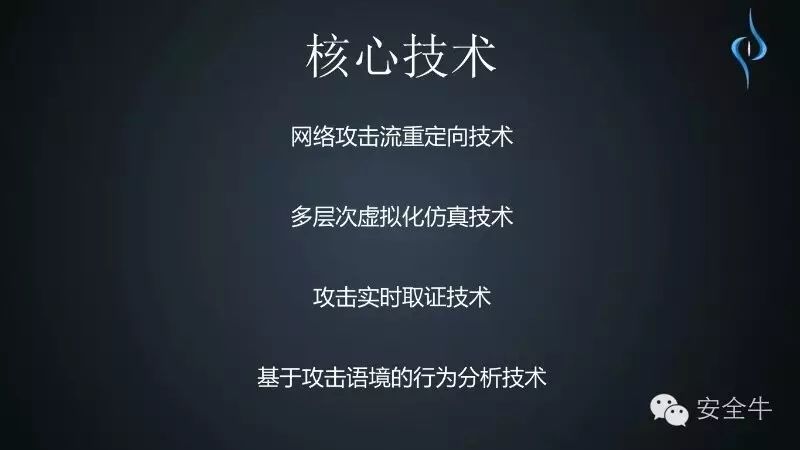 核心技术
网络攻击流重定向技术
多层次虚拟化仿真技术
攻击实时取证技术
基于攻击语境的行为分析技术
安全牛